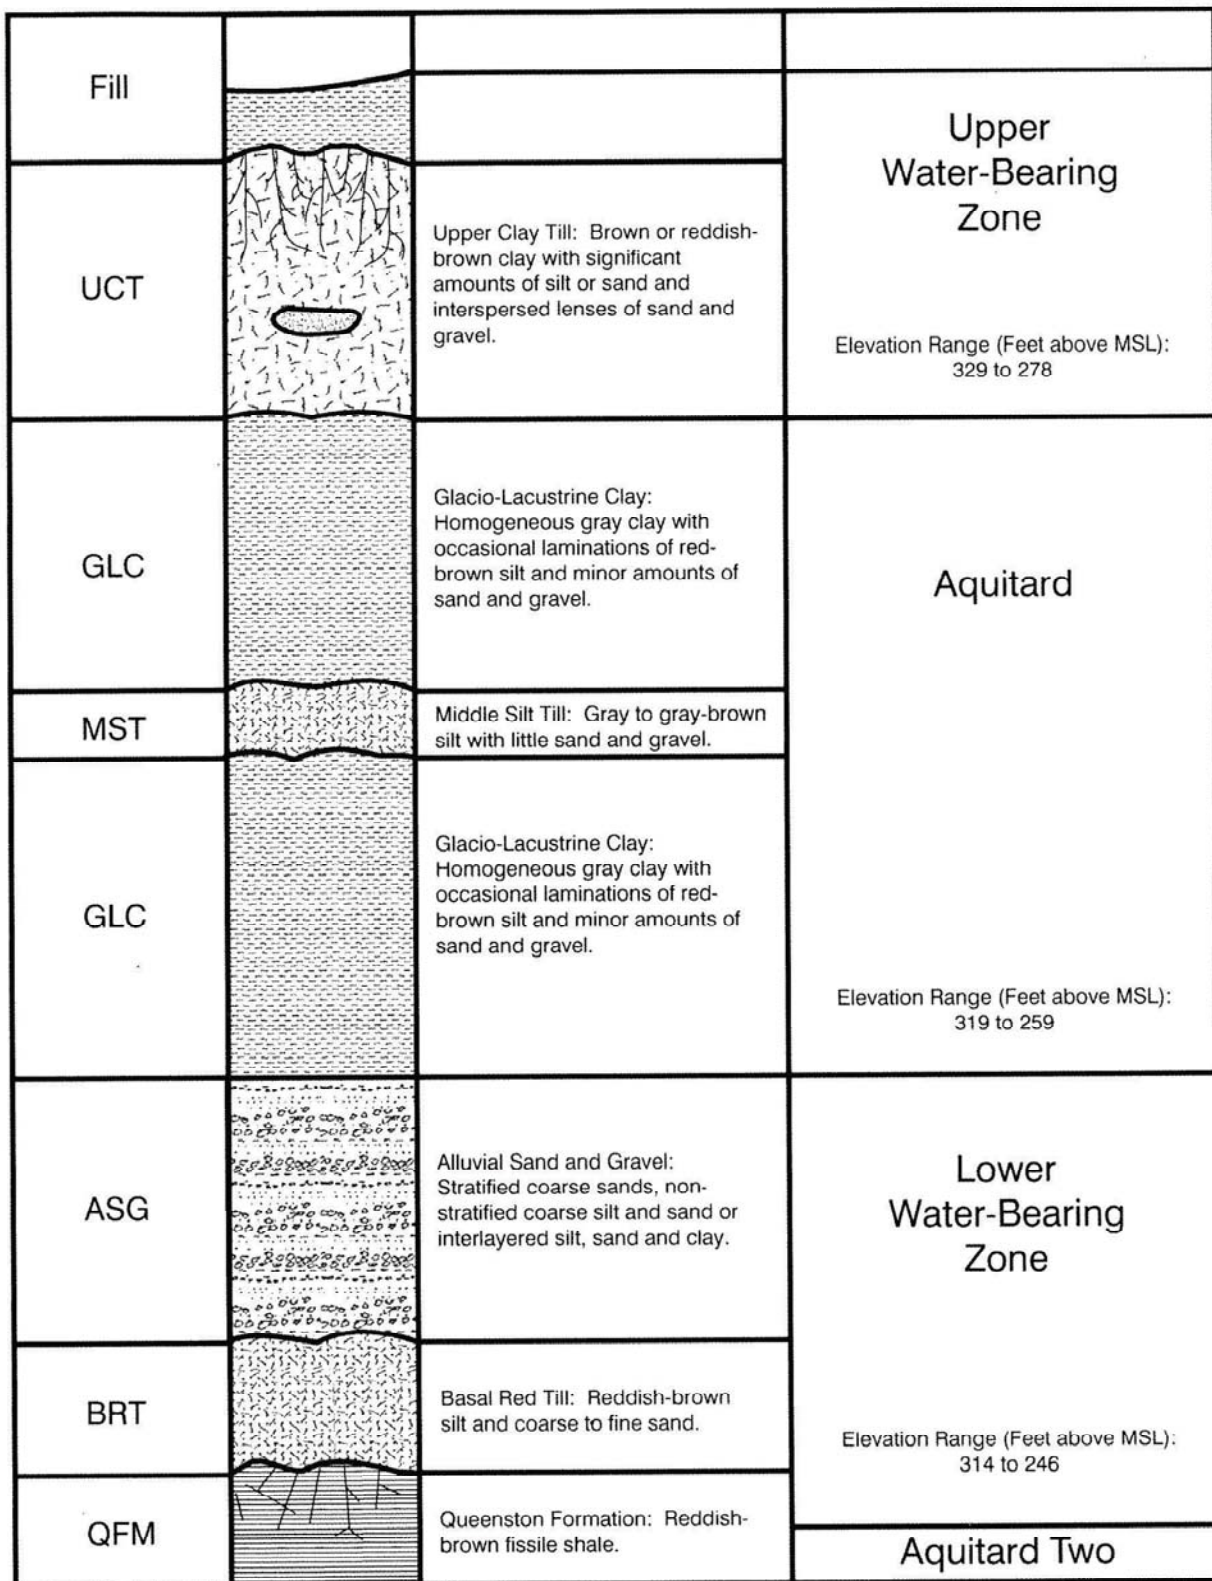 Fill
Upper
Water-Bearing
Zone
Elevation Range (Feet above MSL):
329 to 278
UCT
Upper Clay Till: Brown or reddish-
brown clay with significant
amounts of silt or sand and
interspersed lenses of sand and
gravel.
GLC
Glacio-Lacustrine Clay:
Homogeneous gray clay with
occasional laminations of red-
brown silt and minor amounts of
sand and gravel.
Aquitard
MST
Middle Silt Till: Gray to gray-brown
silt with little sand and gravel.
GLC
Glacio-Lacustrine Clay:
Homogeneous gray clay with
occasional laminations of red-
brown silt and minor amounts of
sand and gravel.
Elevation Range (Feet above MSL):
319 to 259
ASG
Alluvial Sand and Gravel:
Stratified coarse sands, non-
stratified coarse silt and sand or
interlayered silt, sand and clay.
Lower
Water-Bearing
Zone
BRT
Basal Red Till: Reddish-brown
silt and coarse to fine sand.
Elevation Range (Feet above MSL):
314 to 246
QFM
Queenston Formation: Reddish-
brown fissile shale.
Aquitard Two